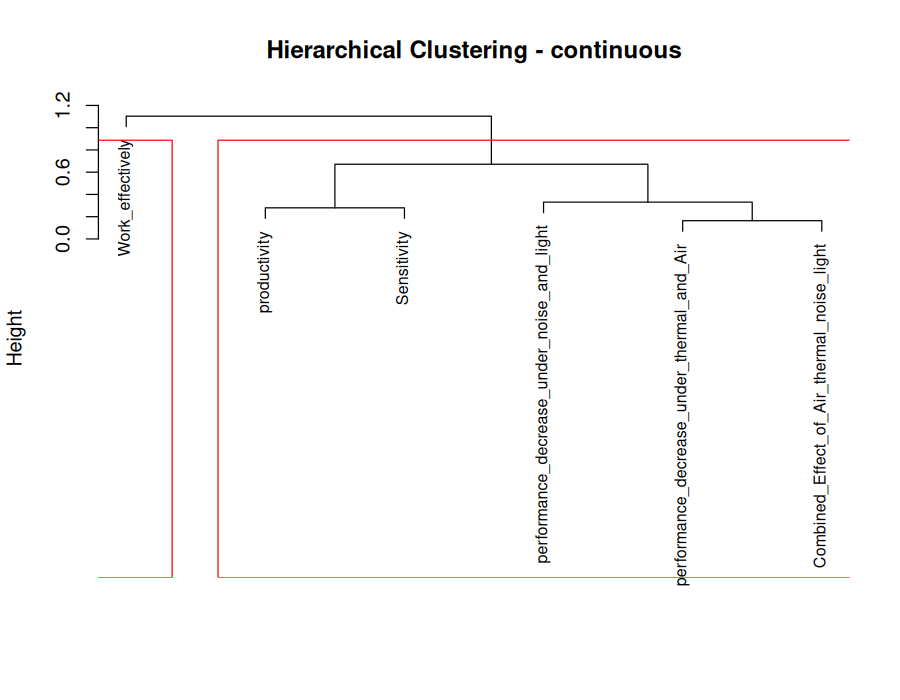 Hierarchical Clustering - continuous
Height
1.2
0.6
0.0
Work_effectively
productivity
Sensitivity
performance_decrease_under_noise_and_light
performance_decrease_under_thermal_and_Air
Combined_Effect_of_Air_thermal_noise_light